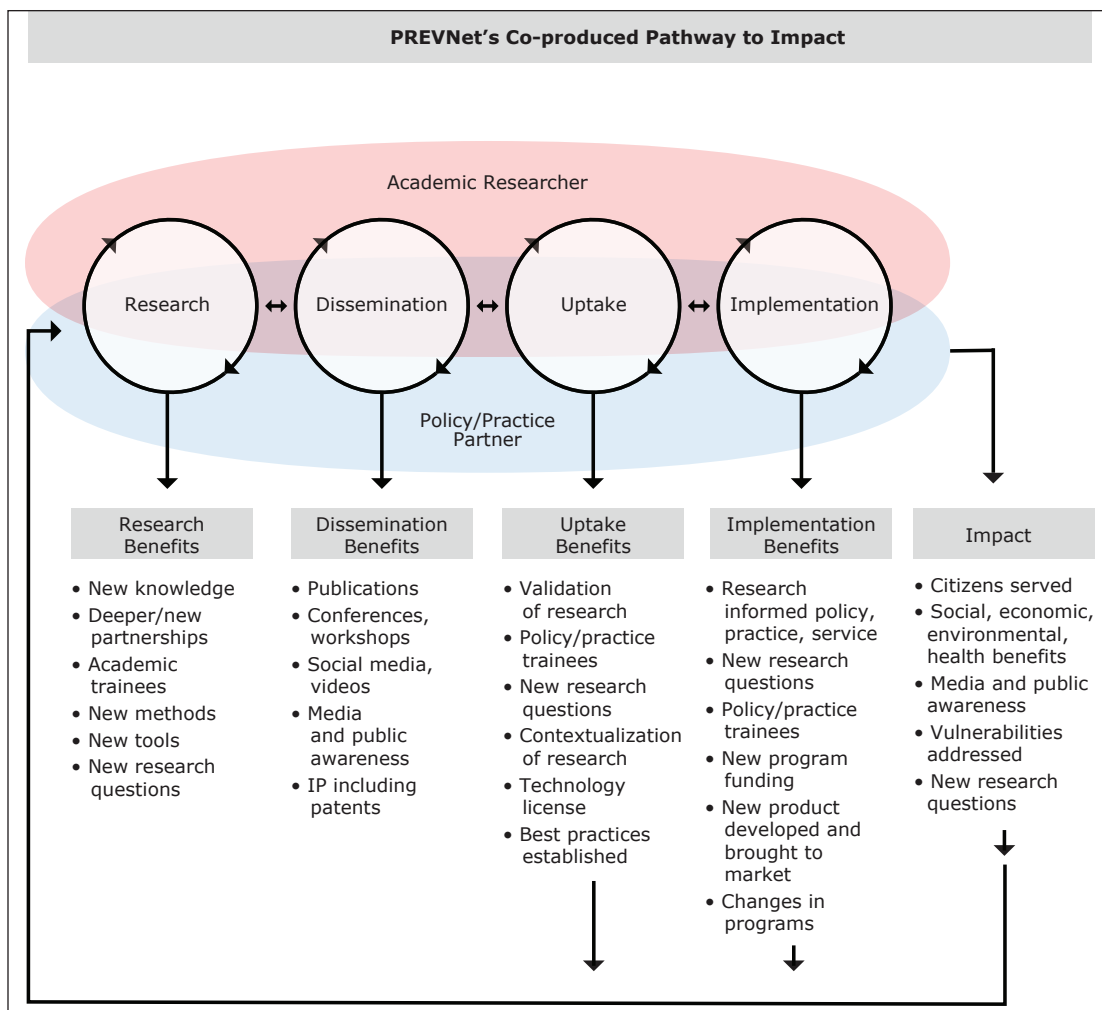 PREVNet's Co-produced Pathway to Impact
Academic Researcher
Research
Dissemination
Uptake
Implementation
Policy/Practice
Partner
Research
Benefits
• New knowledge
• Deeper/new
partnerships
• Academic
trainees
• New methods
• New tools
• New research
questions
Dissemination
Benefits
• Publications
• Conferences,
workshops
• Social media,
videos
• Media
and public
awareness
• IP including
patents
Uptake
Benefits
• Validation
of research
• Policy/practice
trainees
• New research
questions
• Contextualization
of research
• Technology
license
• Best practices
established
Implementation
Benefits
• Research
informed policy,
practice, service
• New research
questions
• Policy/practice
trainees
• New program
funding
• New product
developed and
brought to
market
• Changes in
programs
Impact
• Citizens served
• Social, economic,
environmental,
health benefits
• Media and public
awareness
• Vulnerabilities
addressed
• New research
questions